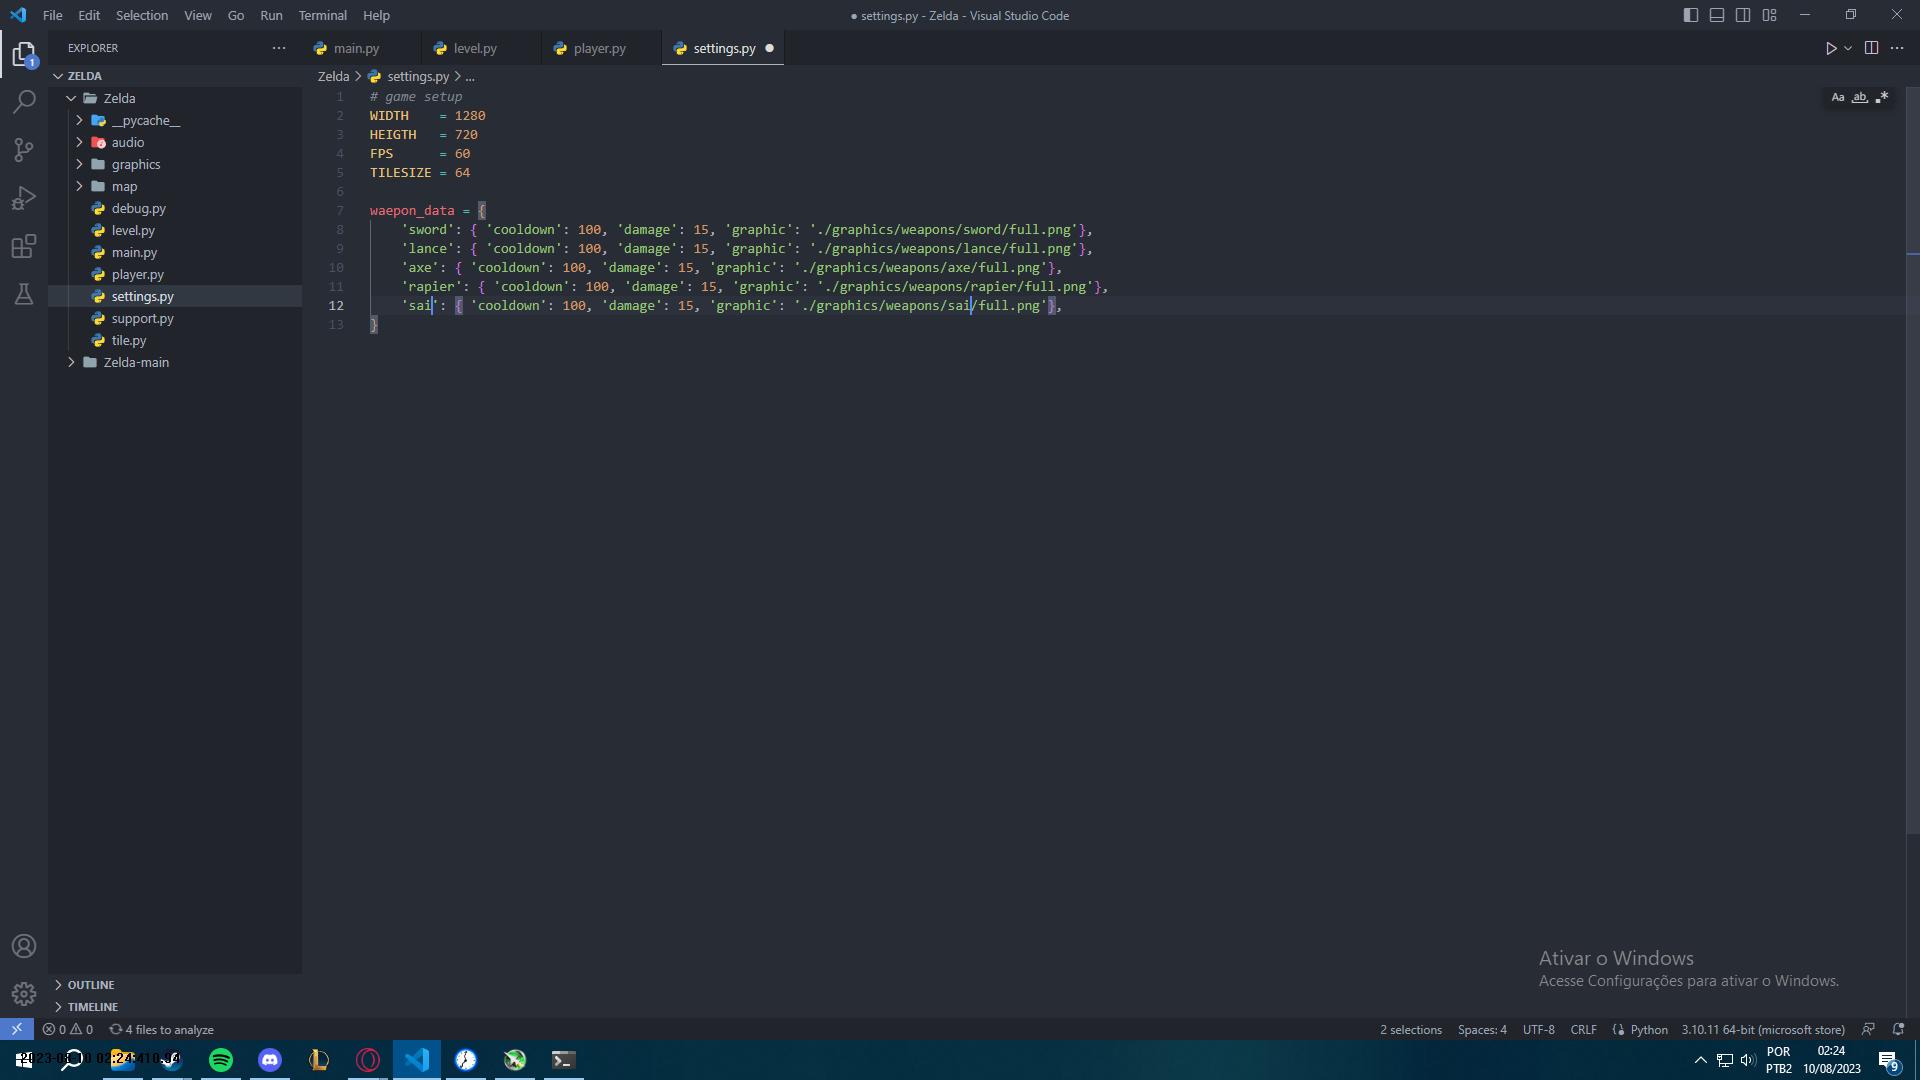 File Edit Selection View Go Run Terminal Help
● settings.py - Zelda - Visual Studio Code
EXPLORER
main.py
level.py
player.py
settings.py
ZELDA
Zelda
__pycache__
audio
graphics
map
debug.py
level.py
main.py
player.py
settings.py
support.py
tile.py
Zelda-main
OUTLINE
TIMELINE
Zelda > settings.py > ...
Aa ab .*
1 # game setup
2 WIDTH    = 1280
3 HEIGTH   = 720
4 FPS      = 60
5 TILESIZE = 64
6
7 waepon_data = {
8     'sword': { 'cooldown': 100, 'damage': 15, 'graphic': './graphics/weapons/sword/full.png'},
9     'lance': { 'cooldown': 100, 'damage': 15, 'graphic': './graphics/weapons/lance/full.png'},
10     'axe': { 'cooldown': 100, 'damage': 15, 'graphic': './graphics/weapons/axe/full.png'},
11     'rapier': { 'cooldown': 100, 'damage': 15, 'graphic': './graphics/weapons/rapier/full.png'},
12     'sai': { 'cooldown': 100, 'damage': 15, 'graphic': './graphics/weapons/sai/full.png'},
13 }
Ativar o Windows
Acesse Configurações para ativar o Windows.
0 0 4 files to analyze
2 selections Spaces: 4 UTF-8 CRLF Python 3.10.11 64-bit (microsoft store)
POR
PTB2
02:24
10/08/2023
9
1